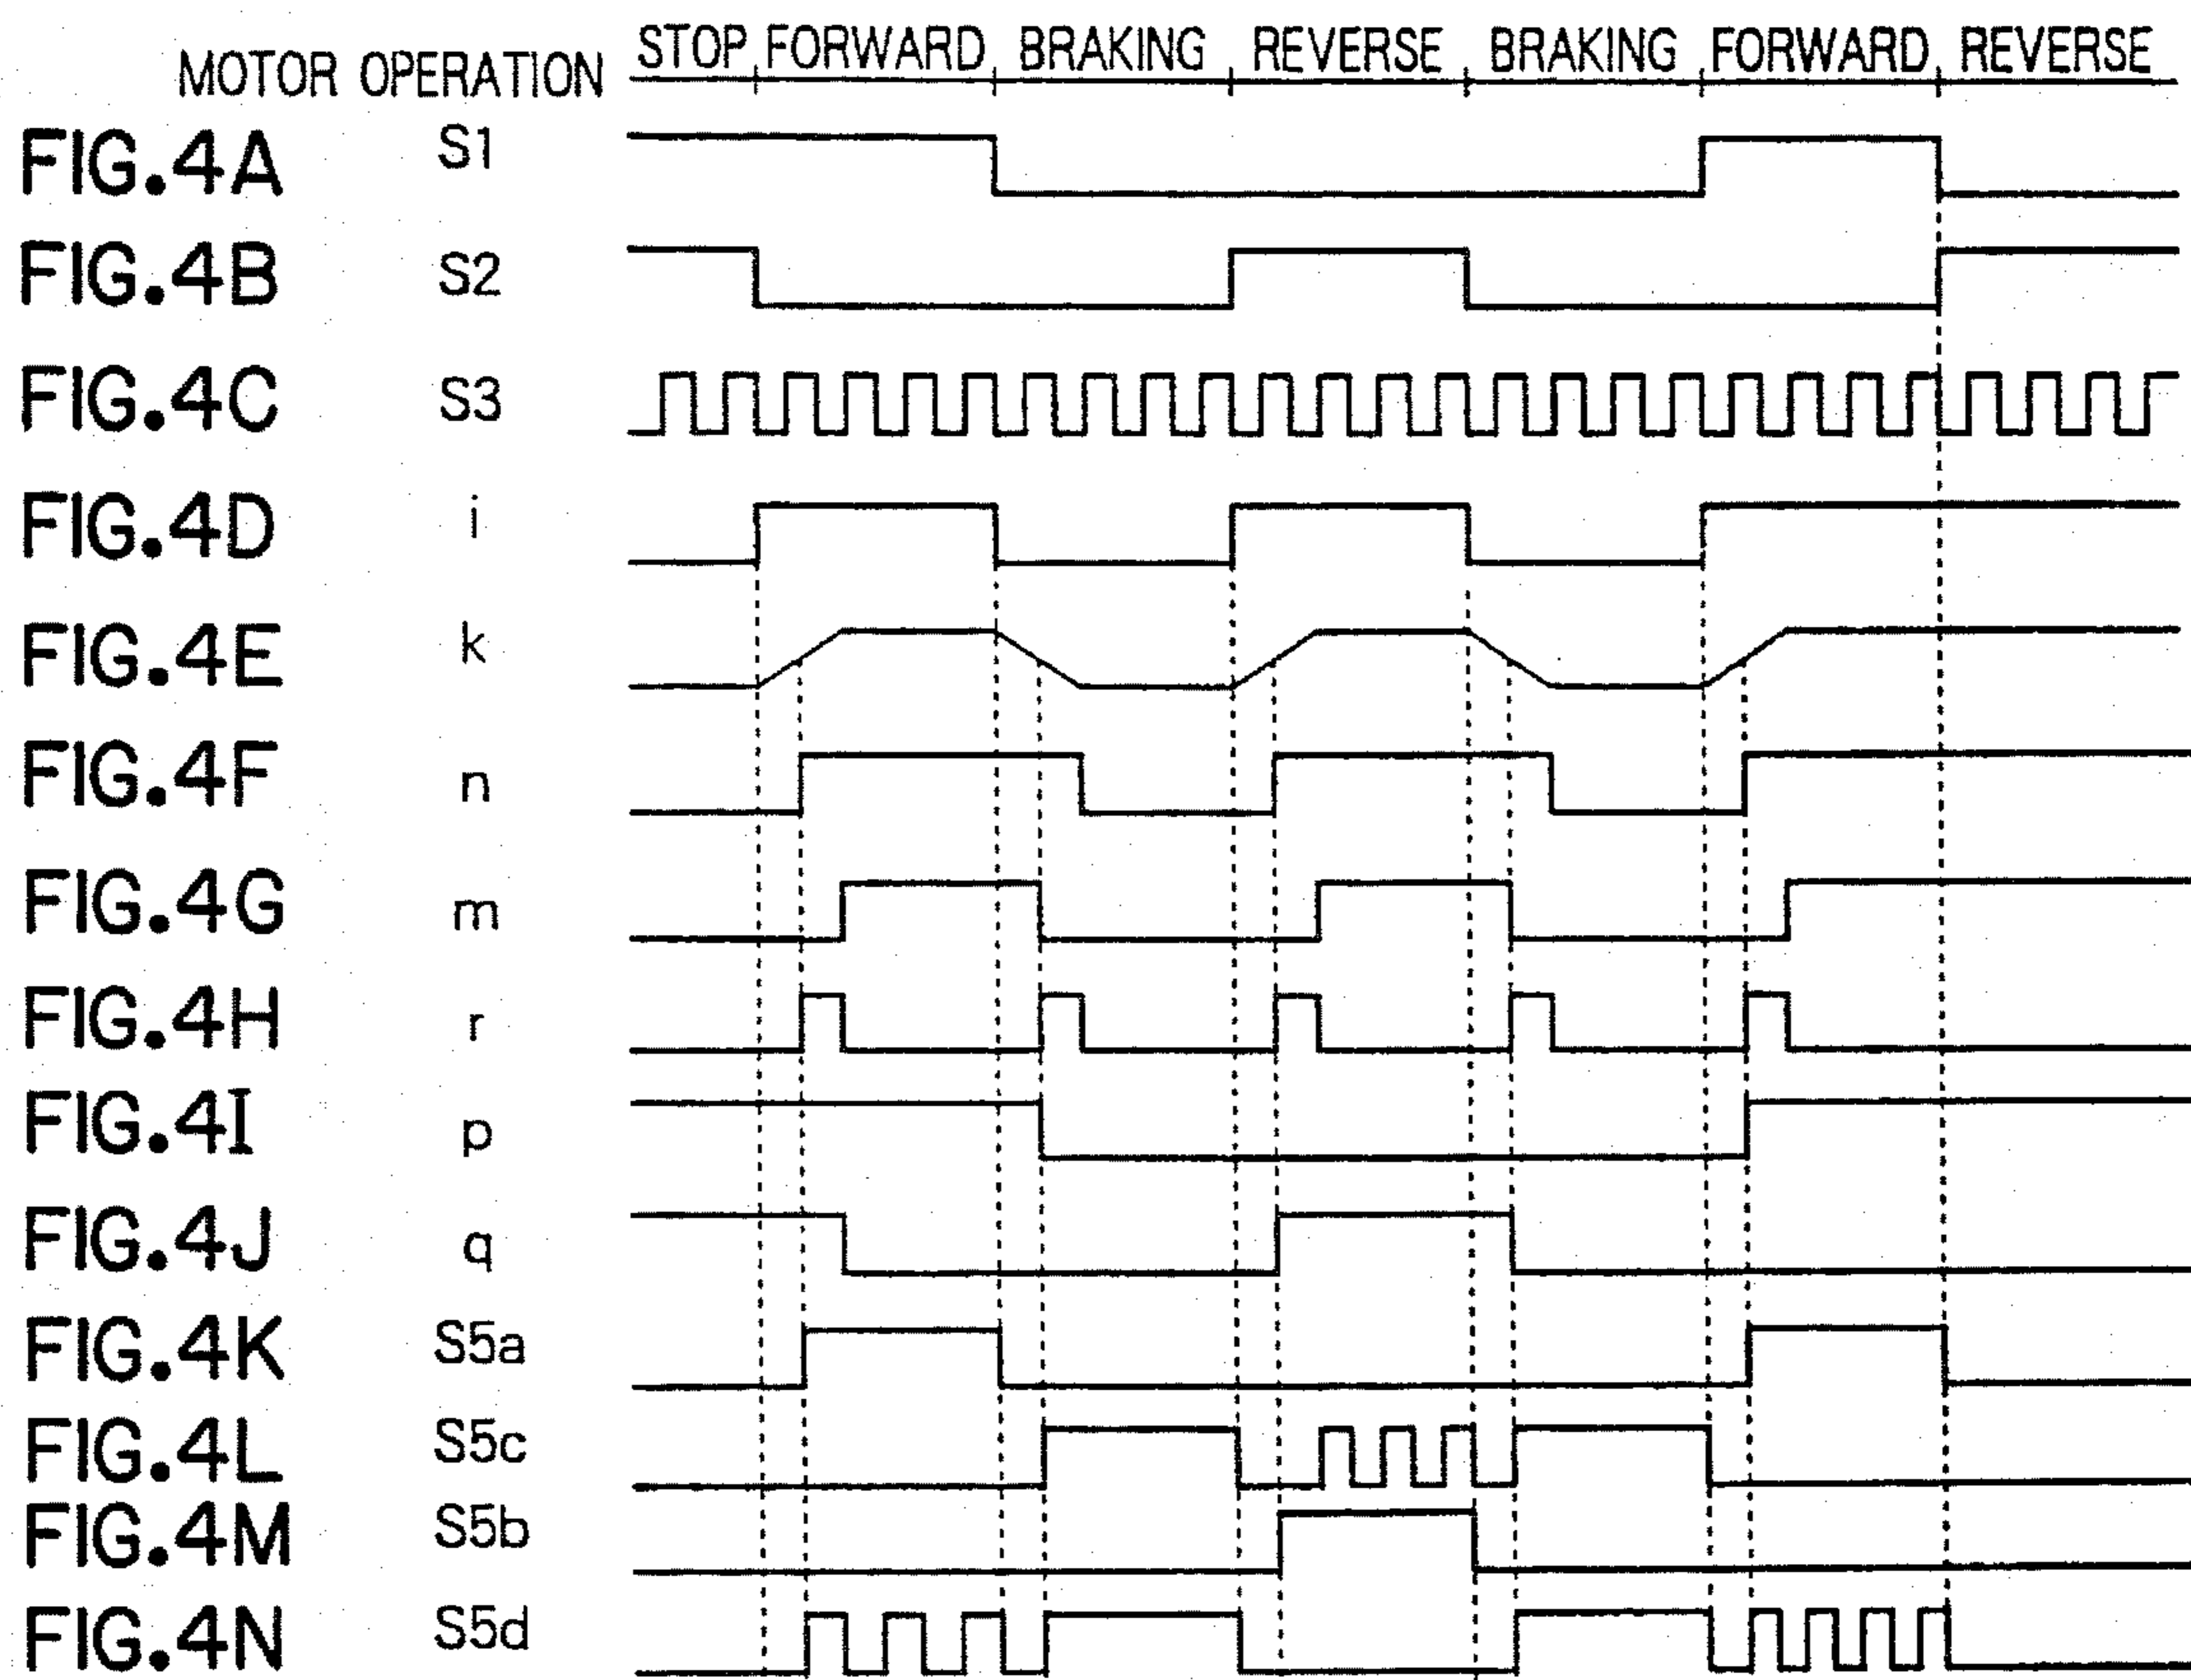 MOTOR OPERATION STOP FORWARD BRAKING REVERSE BRAKING FORWARD REVERSE
FIG.4A S1
FIG.4B S2
FIG.4C S3
FIG.4D i
FIG.4E k
FIG.4F n
FIG.4G m
FIG.4H r
FIG.4I p
FIG.4J q
FIG.4K S5a
FIG.4L S5c
FIG.4M S5b
FIG.4N S5d